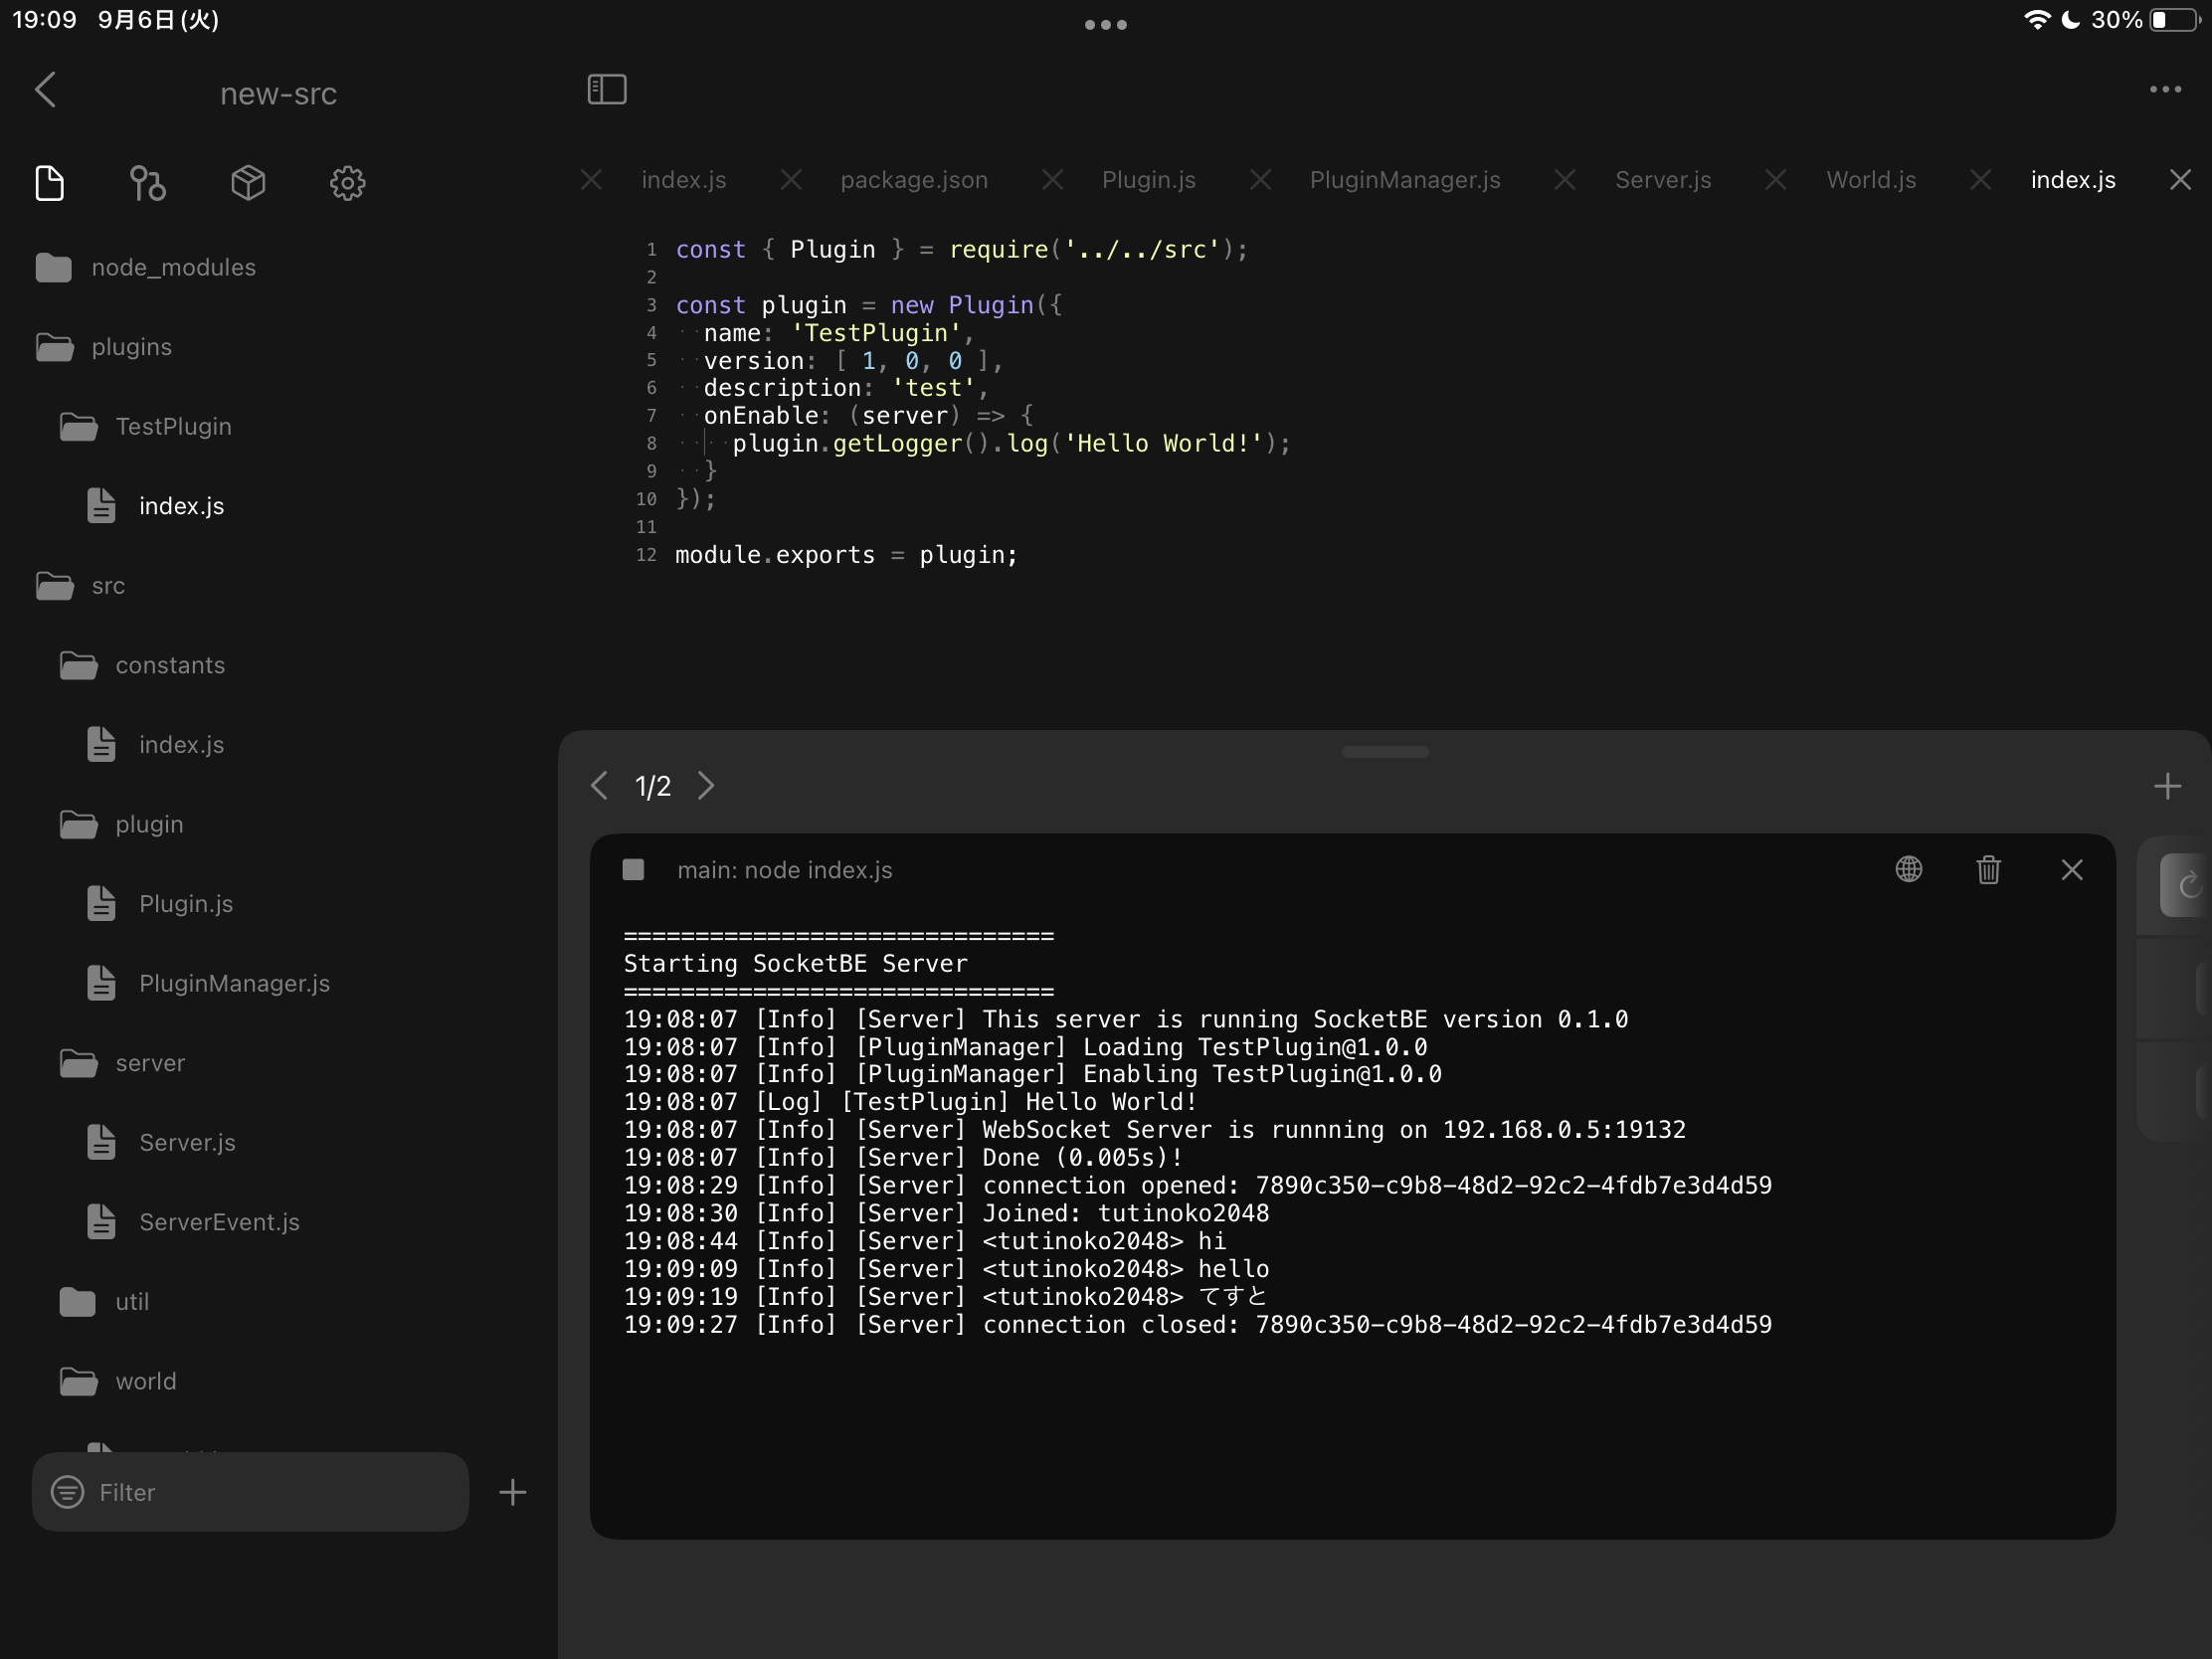 19:09 9月6日(火)
30%
new-src
index.js package.json Plugin.js PluginManager.js Server.js World.js index.js
node_modules
plugins
TestPlugin
index.js
src
constants
index.js
plugin
Plugin.js
PluginManager.js
server
Server.js
ServerEvent.js
util
world
Filter
1 const { Plugin } = require('../../src');
2
3 const plugin = new Plugin({
4 name: 'TestPlugin',
5 version: [ 1, 0, 0 ],
6 description: 'test',
7 onEnable: (server) => {
8 plugin.getLogger().log('Hello World!');
9 }
10 });
11
12 module.exports = plugin;
1/2
main: node index.js
==============================
Starting SocketBE Server
==============================
19:08:07 [Info] [Server] This server is running SocketBE version 0.1.0
19:08:07 [Info] [PluginManager] Loading TestPlugin@1.0.0
19:08:07 [Info] [PluginManager] Enabling TestPlugin@1.0.0
19:08:07 [Log] [TestPlugin] Hello World!
19:08:07 [Info] [Server] WebSocket Server is runnning on 192.168.0.5:19132
19:08:07 [Info] [Server] Done (0.005s)!
19:08:29 [Info] [Server] connection opened: 7890c350-c9b8-48d2-92c2-4fdb7e3d4d59
19:08:30 [Info] [Server] Joined: tutinoko2048
19:08:44 [Info] [Server] <tutinoko2048> hi
19:09:09 [Info] [Server] <tutinoko2048> hello
19:09:19 [Info] [Server] <tutinoko2048> てすと
19:09:27 [Info] [Server] connection closed: 7890c350-c9b8-48d2-92c2-4fdb7e3d4d59